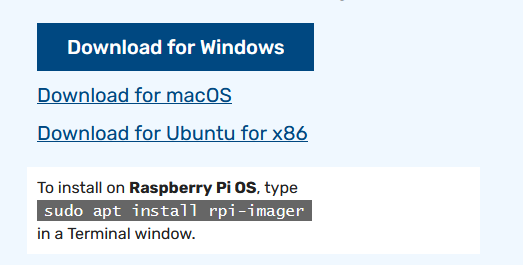 Download for Windows
Download for macOS
Download for Ubuntu for x86
To install on Raspberry Pi OS, type
sudo apt install rpi-imager
in a Terminal window.